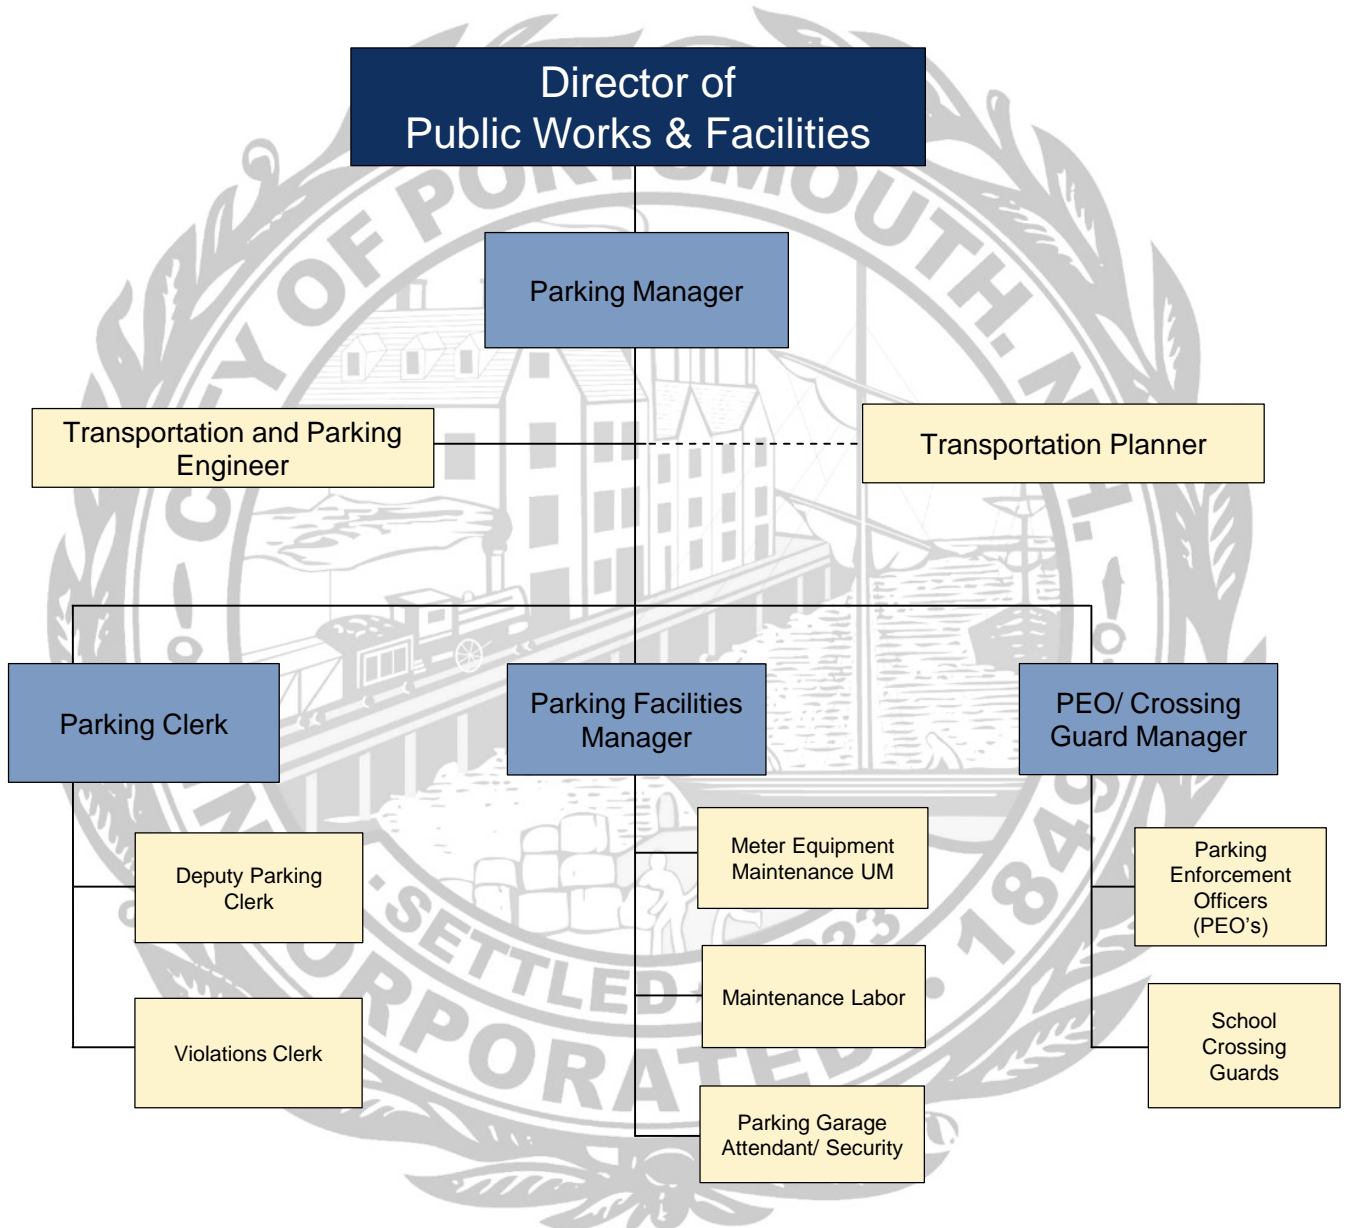 Director of
Public Works & Facilities
CITY OF PORTSMOUTH, N.H.
Parking Manager
Transportation and Parking
Engineer
Transportation Planner
Parking Clerk
Parking Facilities
Manager
PEO/ Crossing
Guard Manager
Deputy Parking
Clerk
Violations Clerk
Meter Equipment
Maintenance UM
Maintenance Labor
Parking Garage
Attendant/ Security
Parking
Enforcement
Officers
(PEO’s)
School
Crossing
Guards
SETTLED
1849